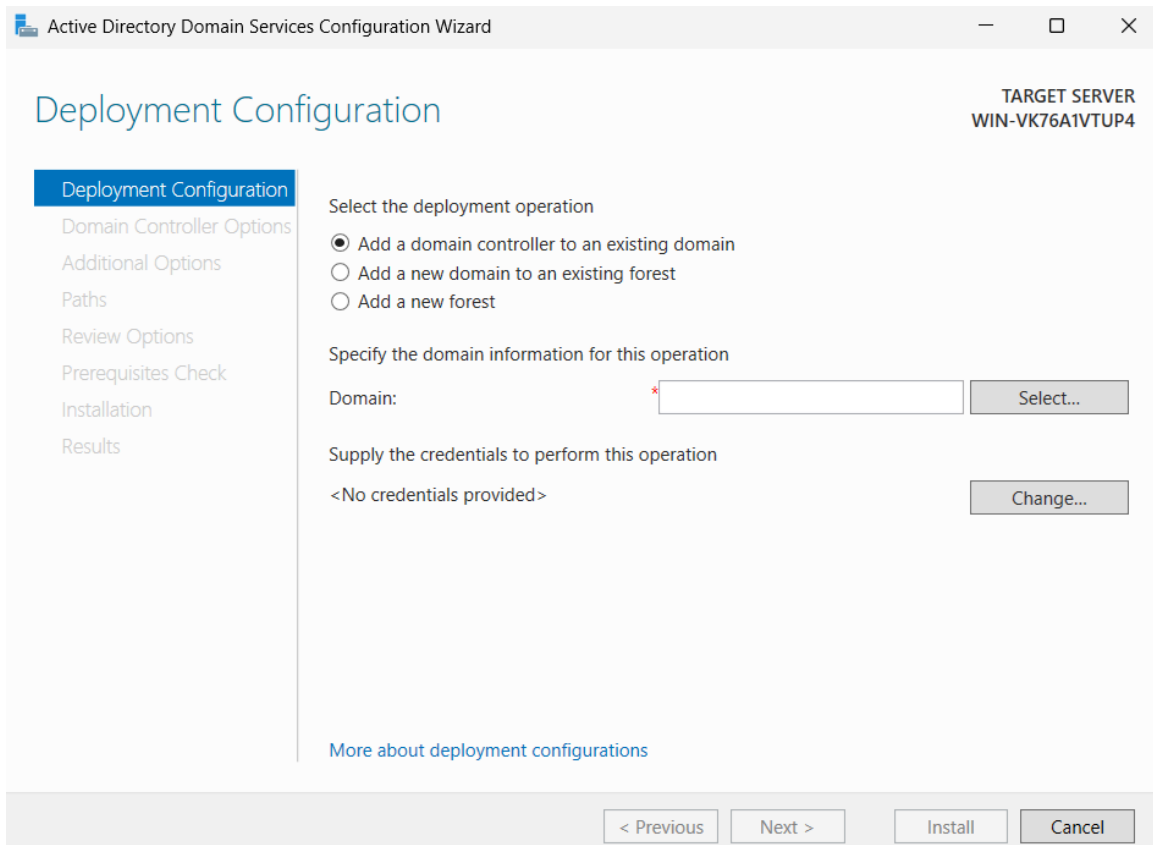 Active Directory Domain Services Configuration Wizard
Deployment Configuration
TARGET SERVER
WIN-VK76A1VTUP4
Deployment Configuration
Domain Controller Options
Additional Options
Paths
Review Options
Prerequisites Check
Installation
Results
Select the deployment operation
Add a domain controller to an existing domain
Add a new domain to an existing forest
Add a new forest
Specify the domain information for this operation
Domain: * Select...
Supply the credentials to perform this operation
<No credentials provided> Change...
More about deployment configurations
< Previous Next > Install Cancel